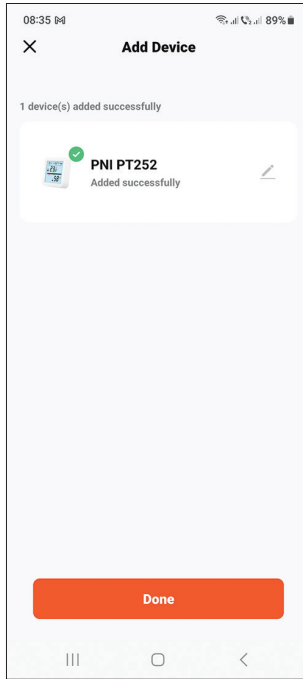 08:35
89%
Add Device
1 device(s) added successfully
PNI PT252
Added successfully
Done